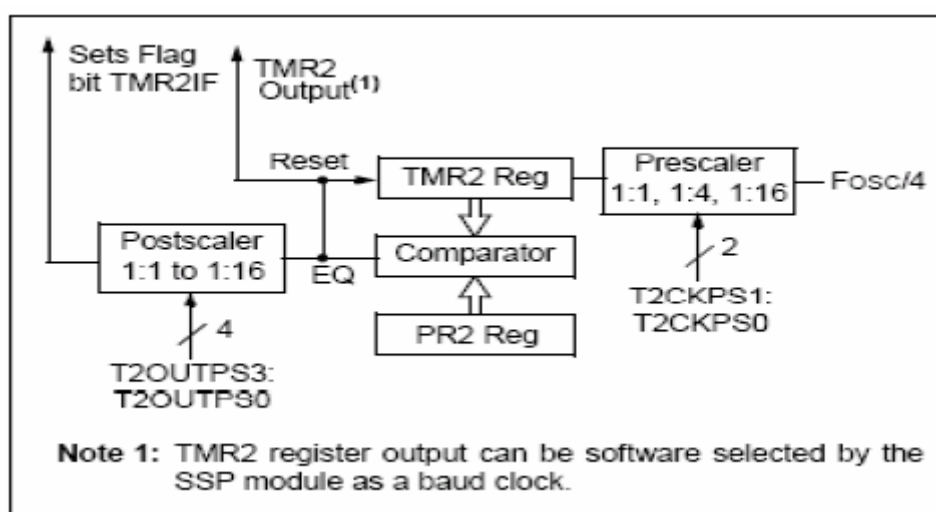 Sets Flag
bit TMR2IF
TMR2
Output(1)
Reset
TMR2 Reg
Prescaler
1:1, 1:4, 1:16
Fosc/4
Postscaler
1:1 to 1:16
EQ
Comparator
2
T2CKPS1:
T2CKPS0
PR2 Reg
4
T2OUTPS3:
T2OUTPS0
Note 1: TMR2 register output can be software selected by the
SSP module as a baud clock.